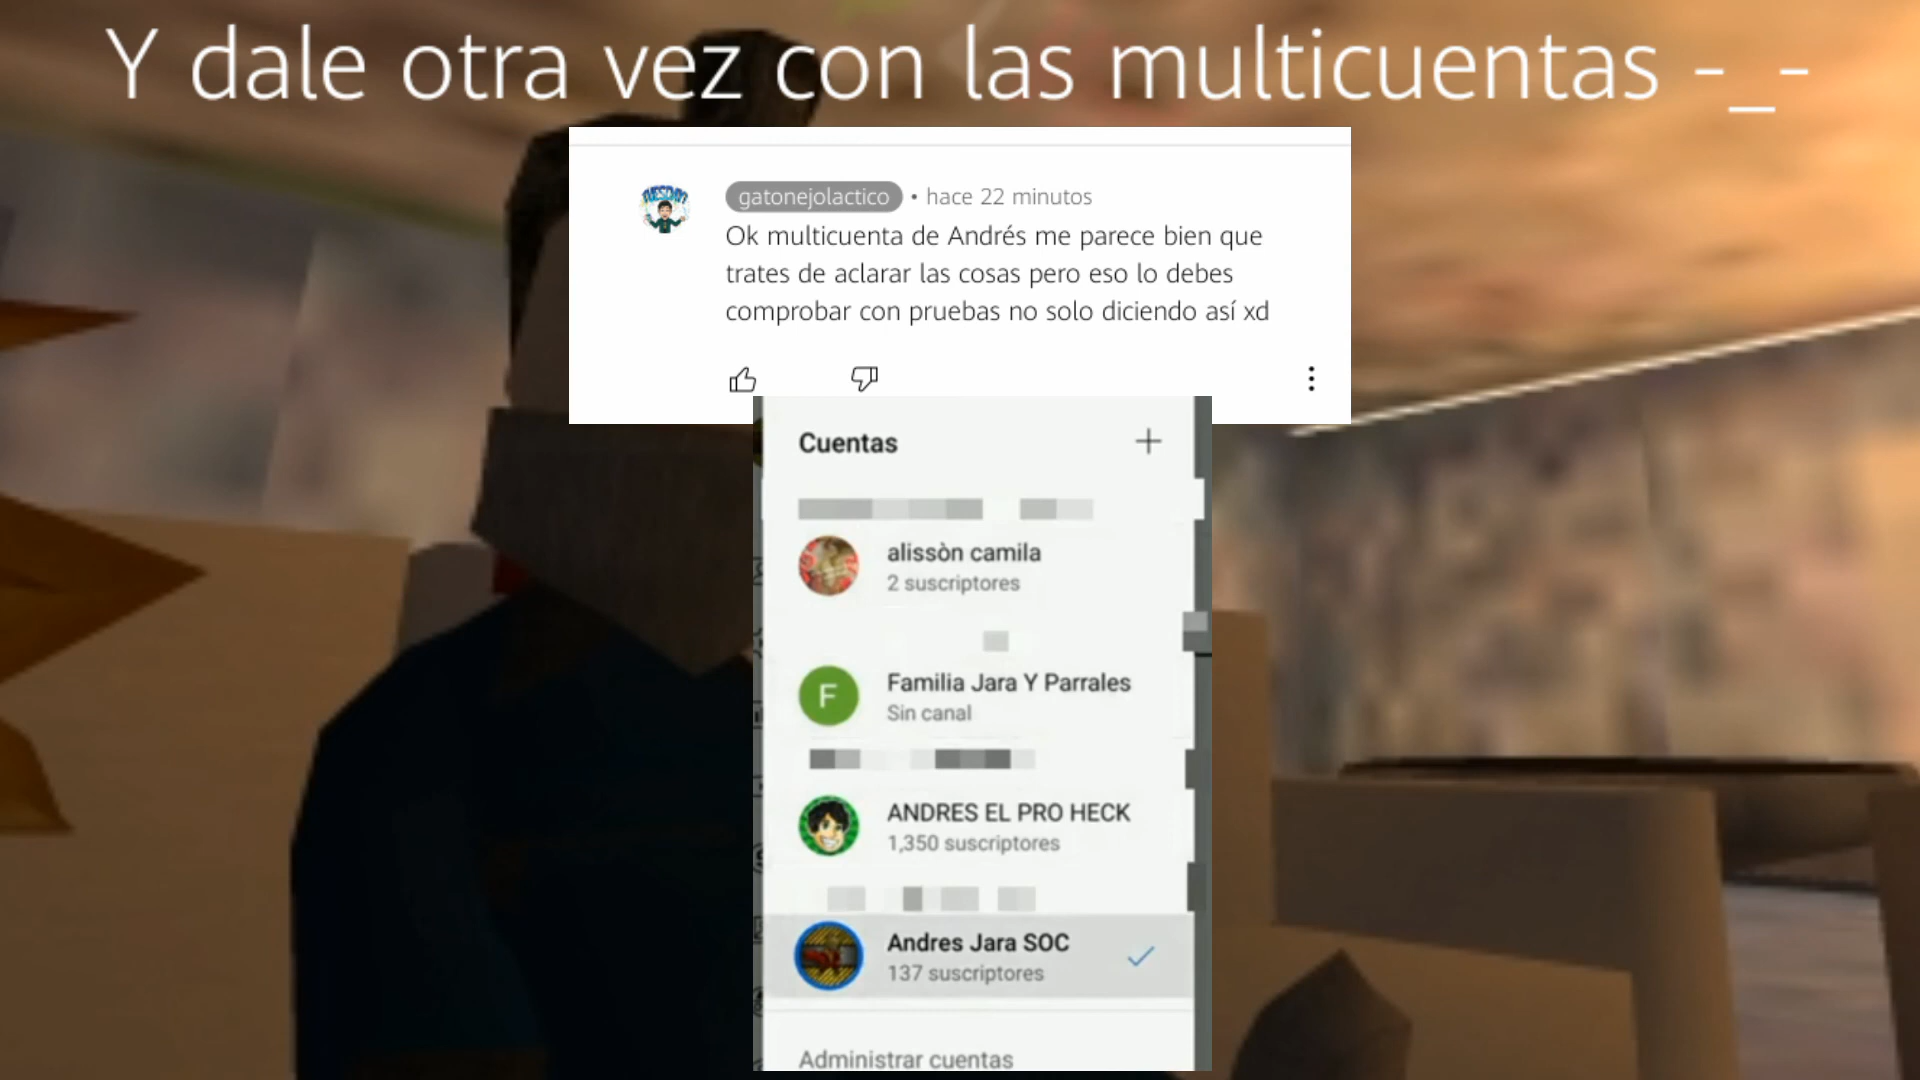 Y dale otra vez con las multicuentas -_-
gatonejolactico • hace 22 minutos
Ok multicuenta de Andrés me parece bien que
trates de aclarar las cosas pero eso lo debes
comprobar con pruebas no solo diciendo así xd
Cuentas
alissòn camila
2 suscriptores
F
Familia Jara Y Parrales
Sin canal
ANDRES EL PRO HECK
1,350 suscriptores
Andres Jara SOC
137 suscriptores
Administrar cuentas